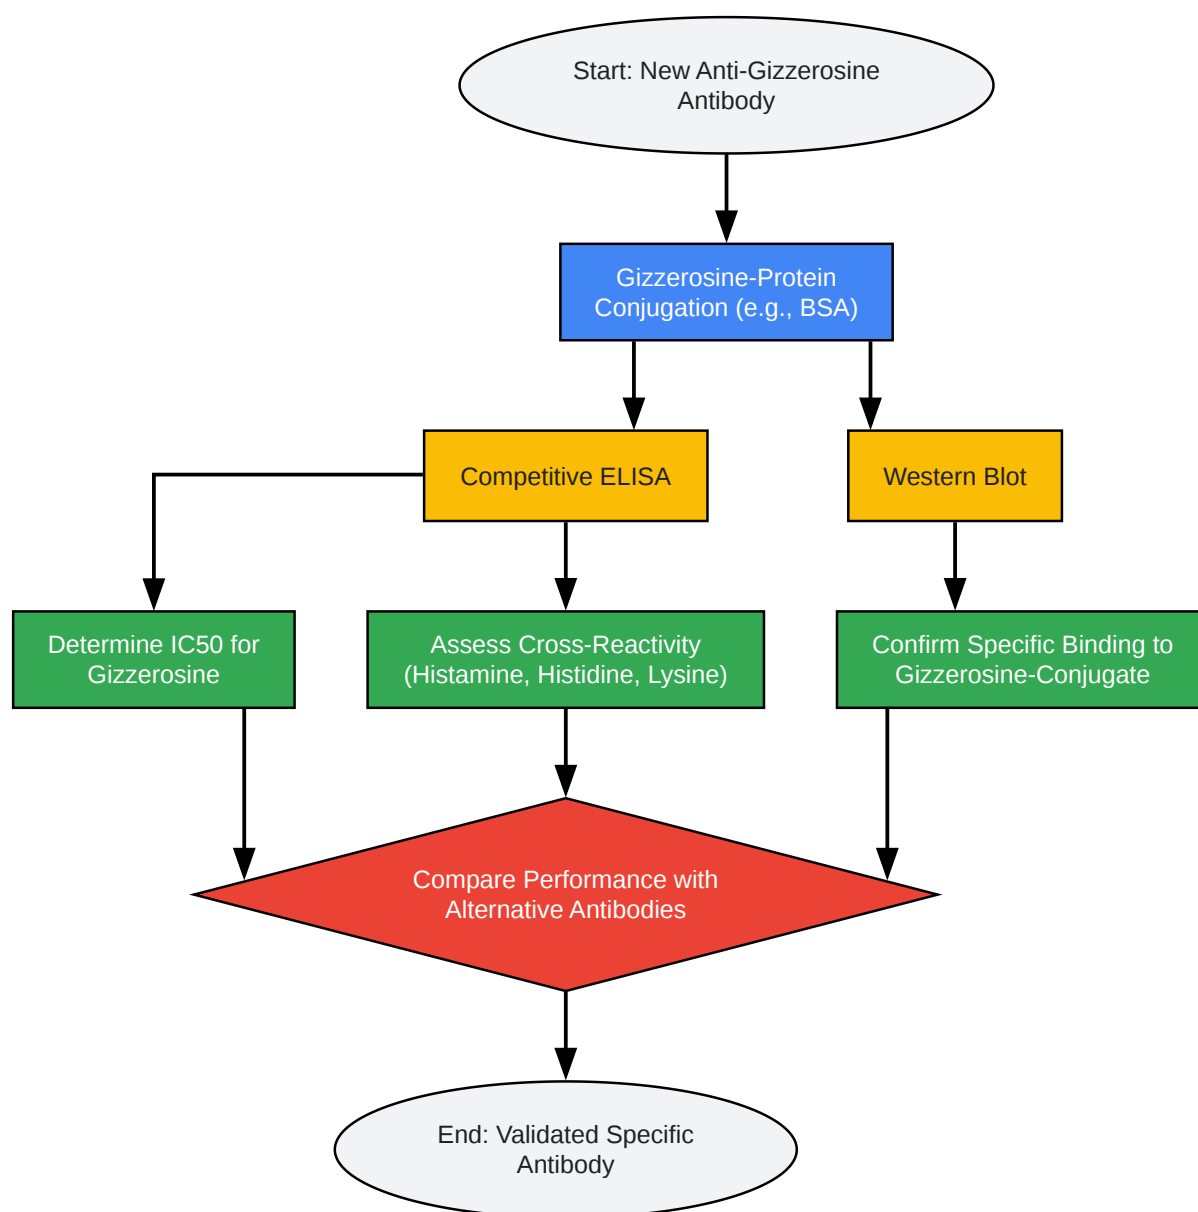 Start: New Anti-Gizzerosine
Antibody
Gizzerosine-Protein
Conjugation (e.g., BSA)
Competitive ELISA
Western Blot
Determine IC50 for
Gizzerosine
Assess Cross-Reactivity
(Histamine, Histidine, Lysine)
Confirm Specific Binding to
Gizzerosine-Conjugate
Compare Performance with
Alternative Antibodies
End: Validated Specific
Antibody